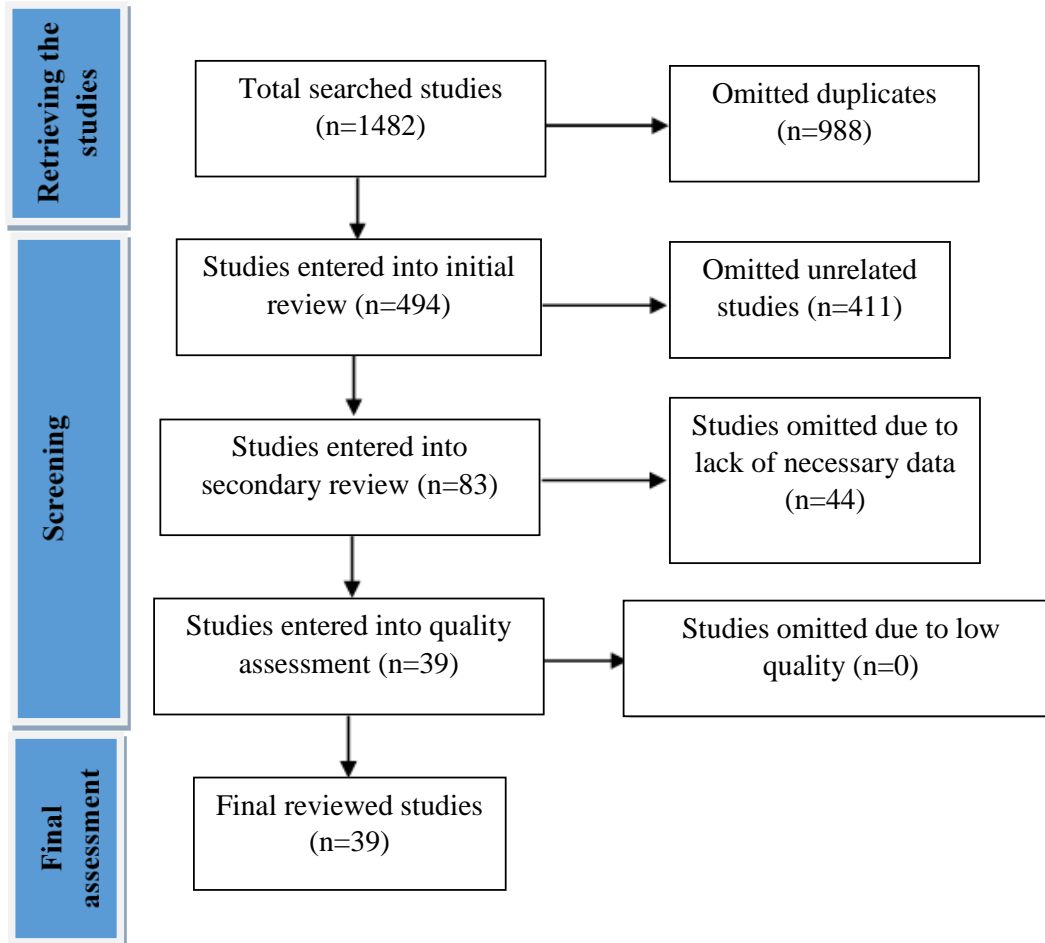 Retrieving the
studies
Total searched studies
(n=1482)
Omitted duplicates
(n=988)
Screening
Studies entered into initial
review (n=494)
Omitted unrelated
studies (n=411)
Studies entered into
secondary review (n=83)
Studies omitted due to
lack of necessary data
(n=44)
Studies entered into quality
assessment (n=39)
Studies omitted due to low
quality (n=0)
Final
assessment
Final reviewed studies
(n=39)